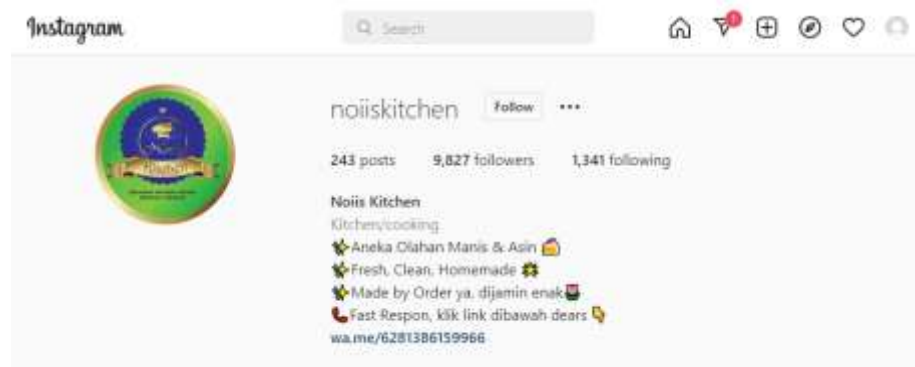 Instagram
Search
1
noiiskitchen Follow
243 posts 9,827 followers 1,341 following
Noiis Kitchen
Kitchen/cooking
Aneka Olahan Manis & Asin
Fresh, Clean, Homemade
Made by Order ya, dijamin enak
Fast Respon, klik link dibawah dears
wa.me/6281386159966